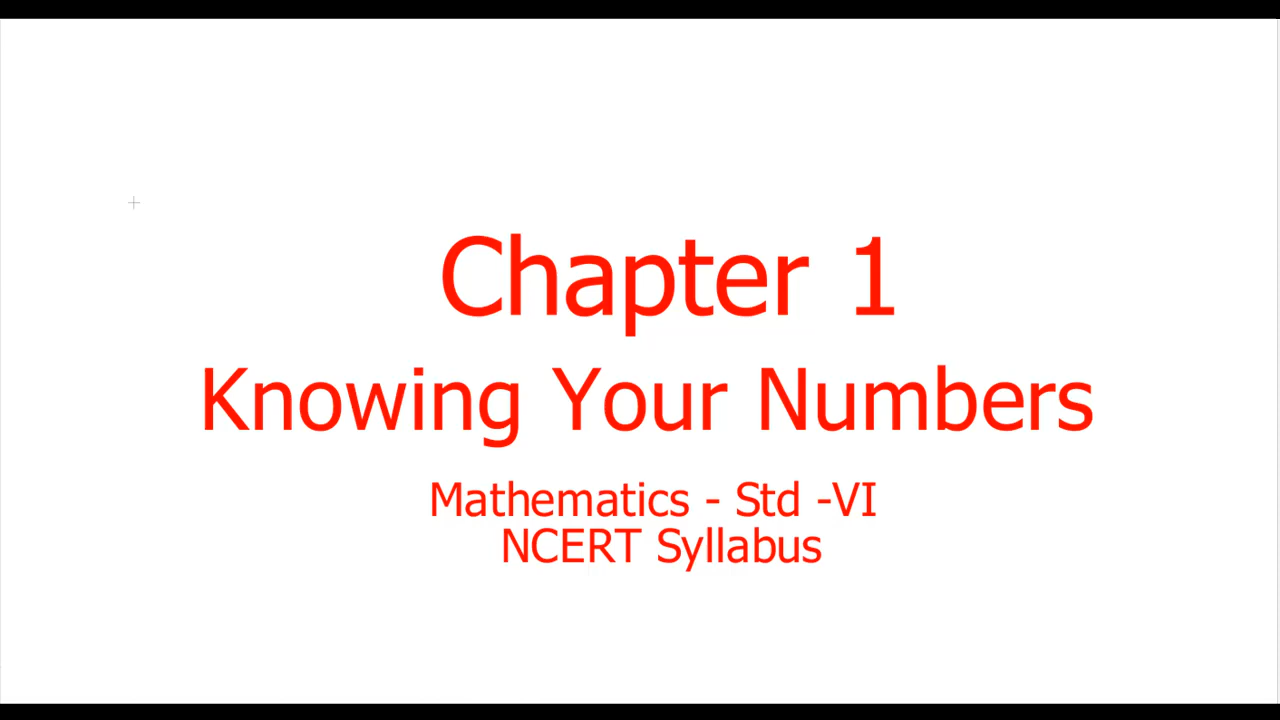 Chapter 1
Knowing Your Numbers
Mathematics - Std -VI
NCERT Syllabus